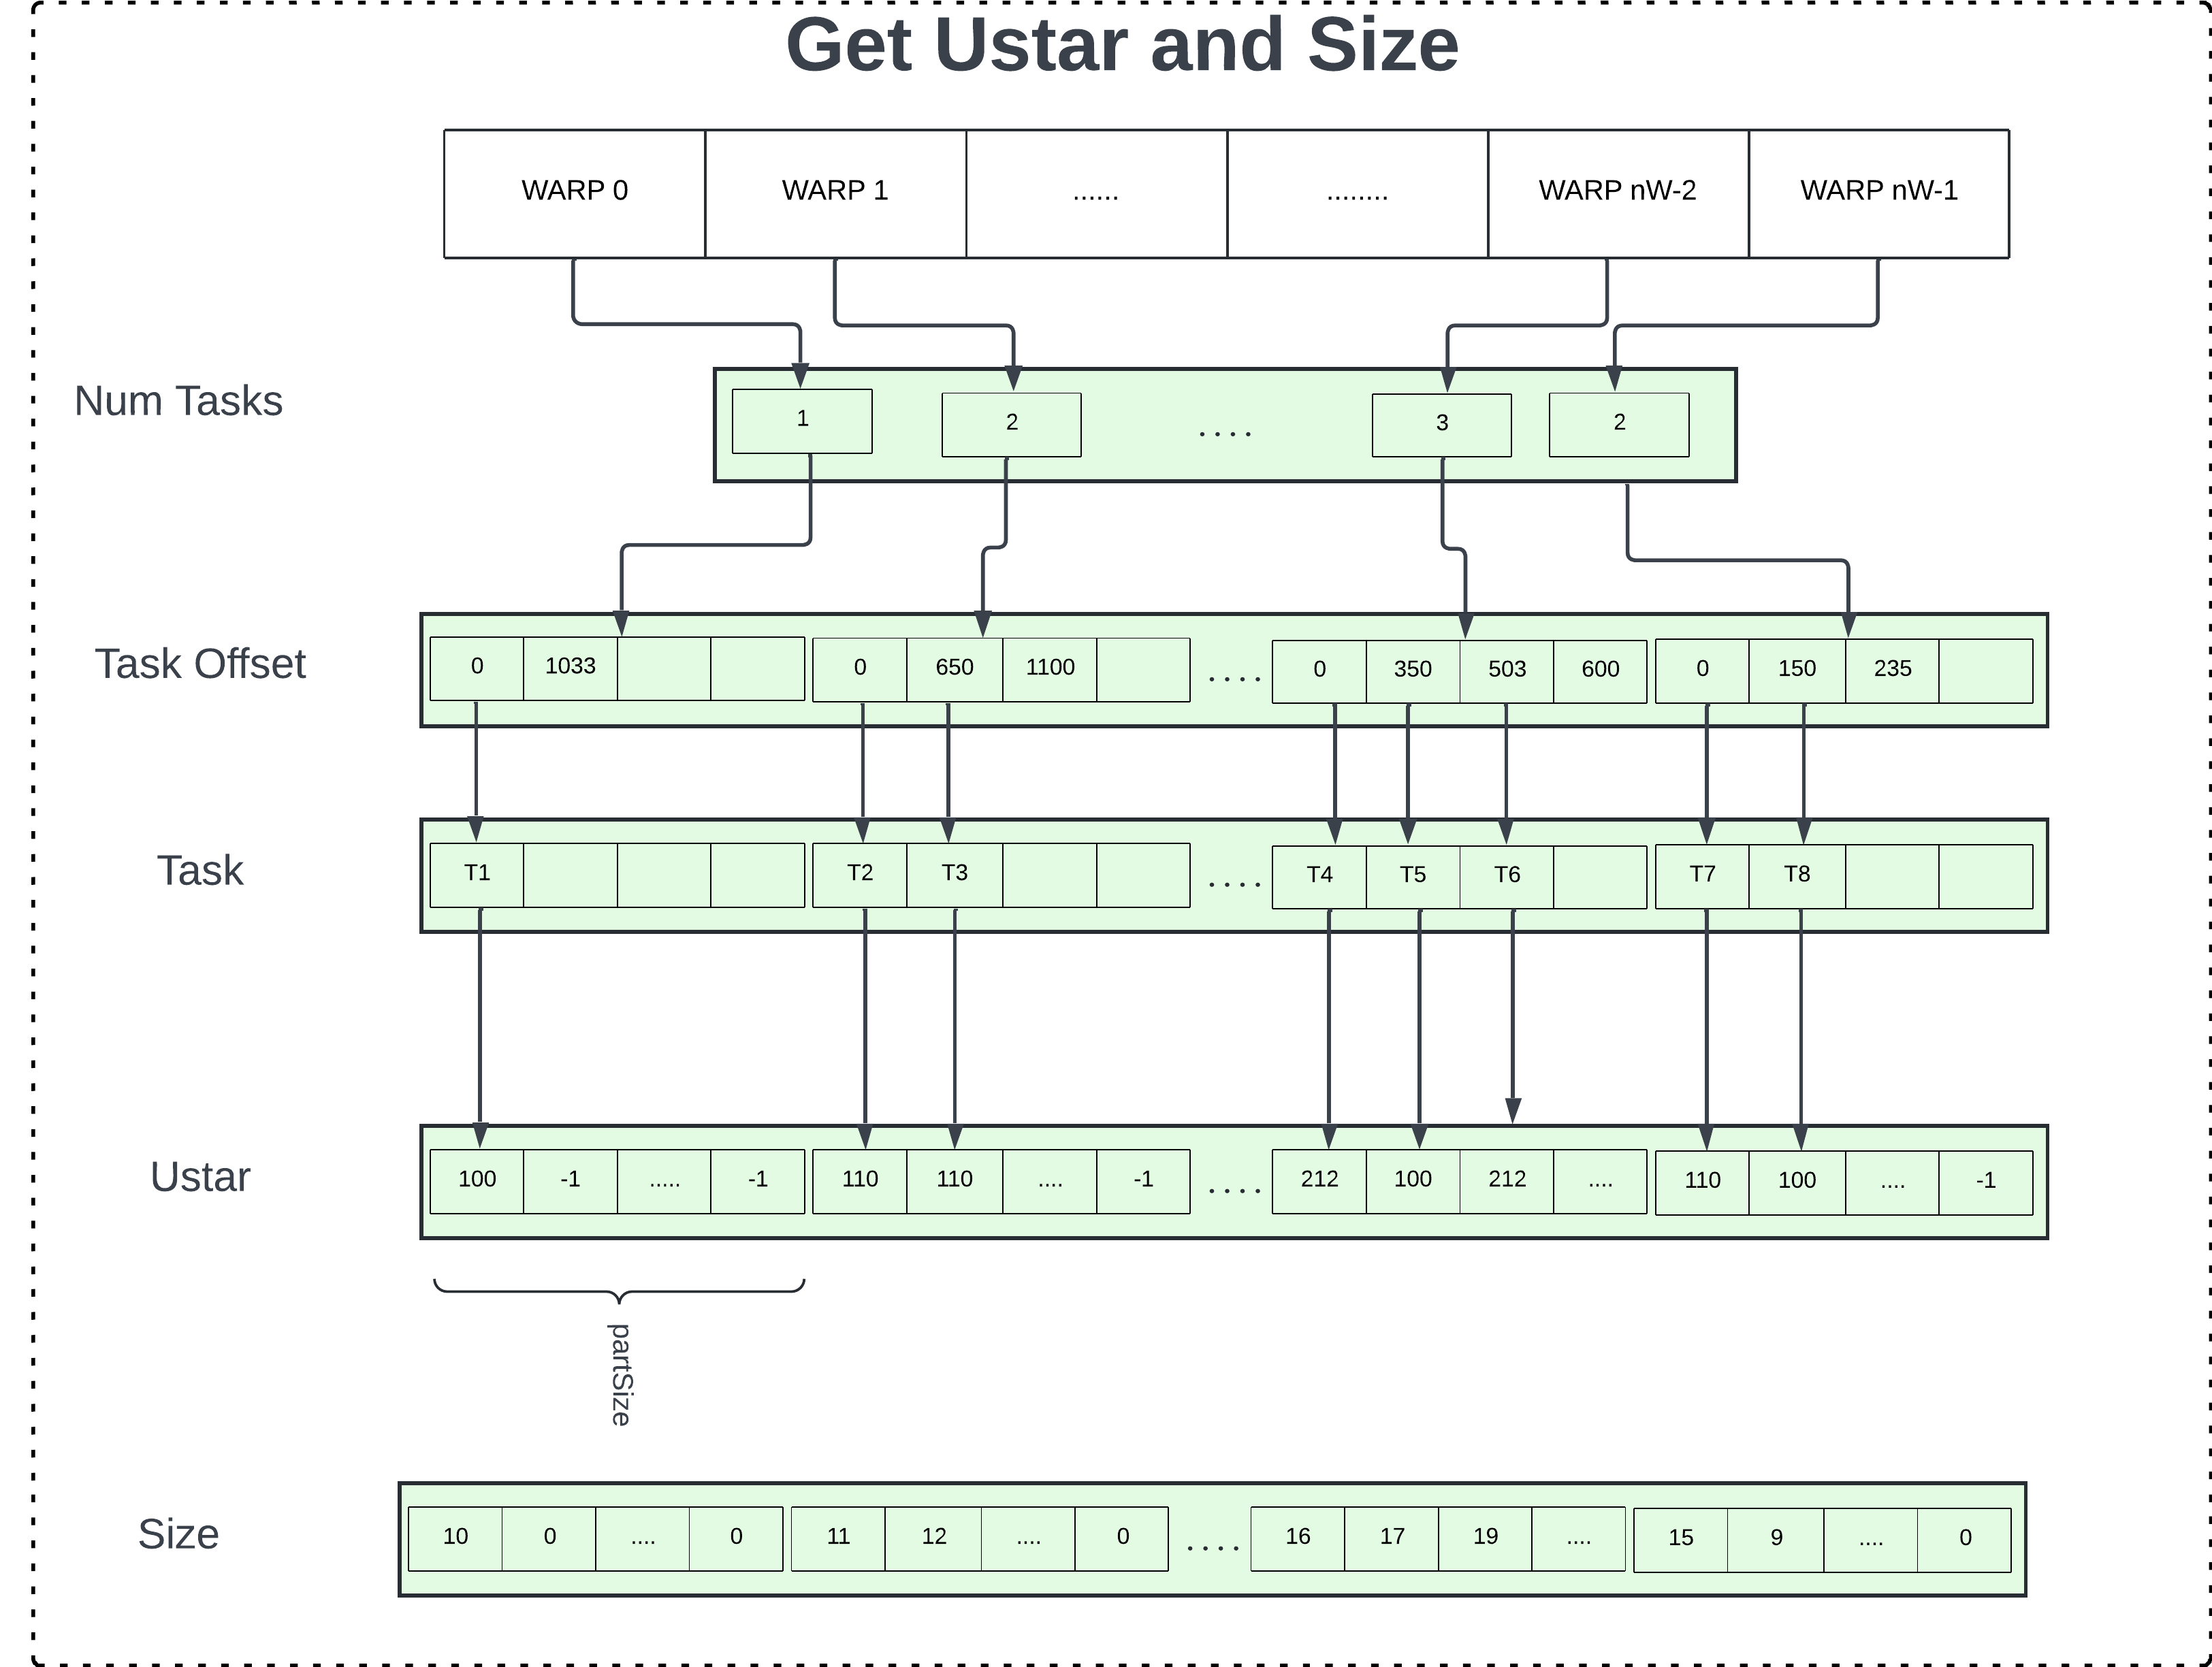 Get Ustar and Size
WARP 0 WARP 1 ...... ........ WARP nW-2 WARP nW-1
Num Tasks 1 2 .... 3 2
Task Offset 0 1033 0 650 1100 .... 0 350 503 600 0 150 235
Task T1 T2 T3 .... T4 T5 T6 T7 T8
Ustar 100 -1 ..... -1 110 110 .... -1 .... 212 100 212 .... 110 100 .... -1
partSize
Size 10 0 .... 0 11 12 .... 0 .... 16 17 19 .... 15 9 .... 0